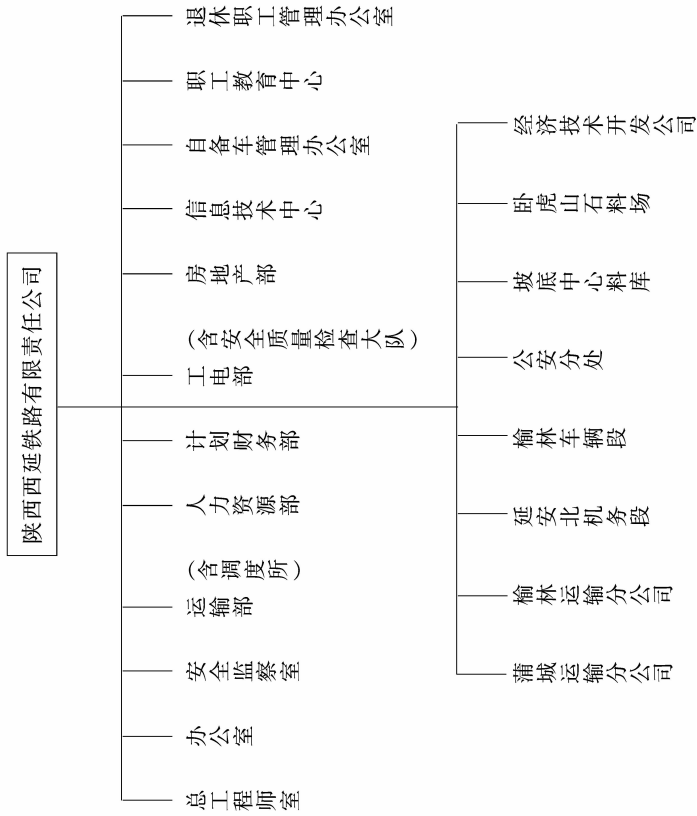 陕西西延铁路有限责任公司
总工程师室
办公室
安全监察室
运输部
（含调度所）
人力资源部
计划财务部
工电部
（含安全质量检查大队）
房地产部
信息技术中心
自备车管理办公室
职工教育中心
退休职工管理办公室
蒲城运输分公司
榆林运输分公司
延安北机务段
榆林车辆段
公安分处
坡底中心料库
卧虎山石料场
经济技术开发公司